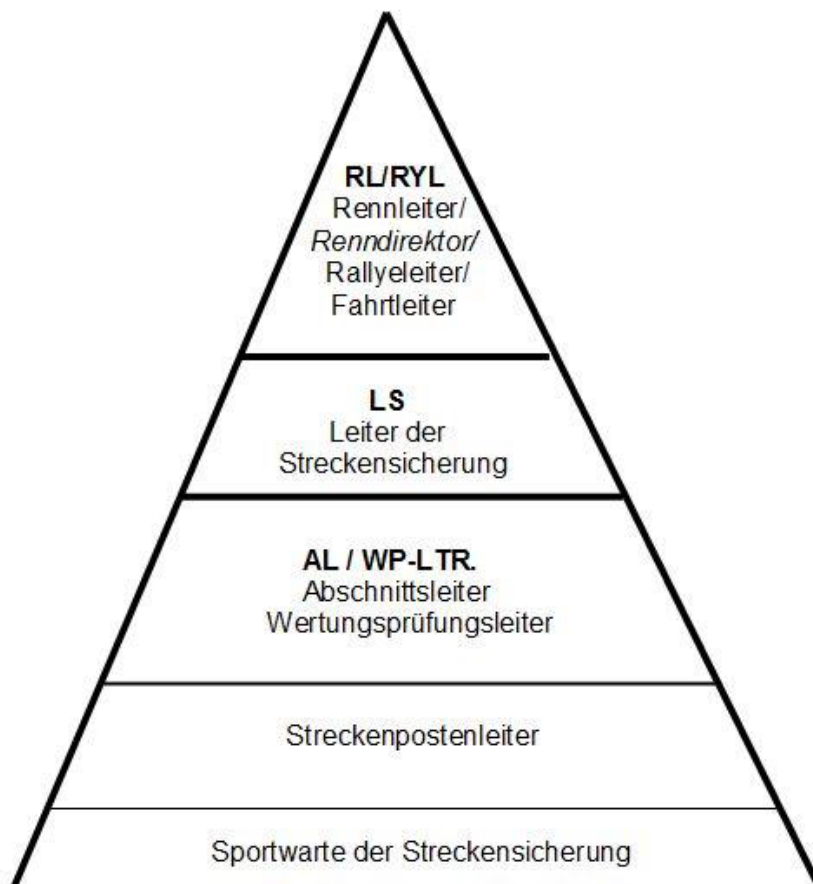 RL/RYL
Rennleiter/
Renndirektor/
Rallyeleiter/
Fahrtleiter
LS
Leiter der
Streckensicherung
AL / WP-LTR.
Abschnittsleiter
Wertungsprüfungsleiter
Streckenpostenleiter
Sportwarte der Streckensicherung